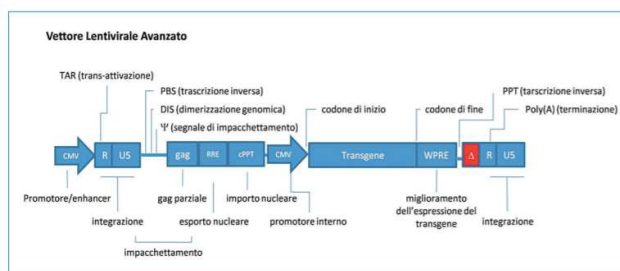 Vettore Lentivirale Avanzato
TAR (trans-attivazione)
PBS (trascrizione inversa)
DIS (dimerizzazione genomica)
Ψ (segnale di impacchettamento)
codone di inizio
codone di fine
PPT (tarscrizione inversa)
Poly(A) (terminazione)
CMV R U5 gag RRE cPPT CMV Transgene WPRE Δ R U5
Promotore/enhancer
integrazione
impacchettamento
gag parziale
esporto nucleare
importo nucleare
promotore interno
miglioramento
dell'espressione del
transgene
integrazione